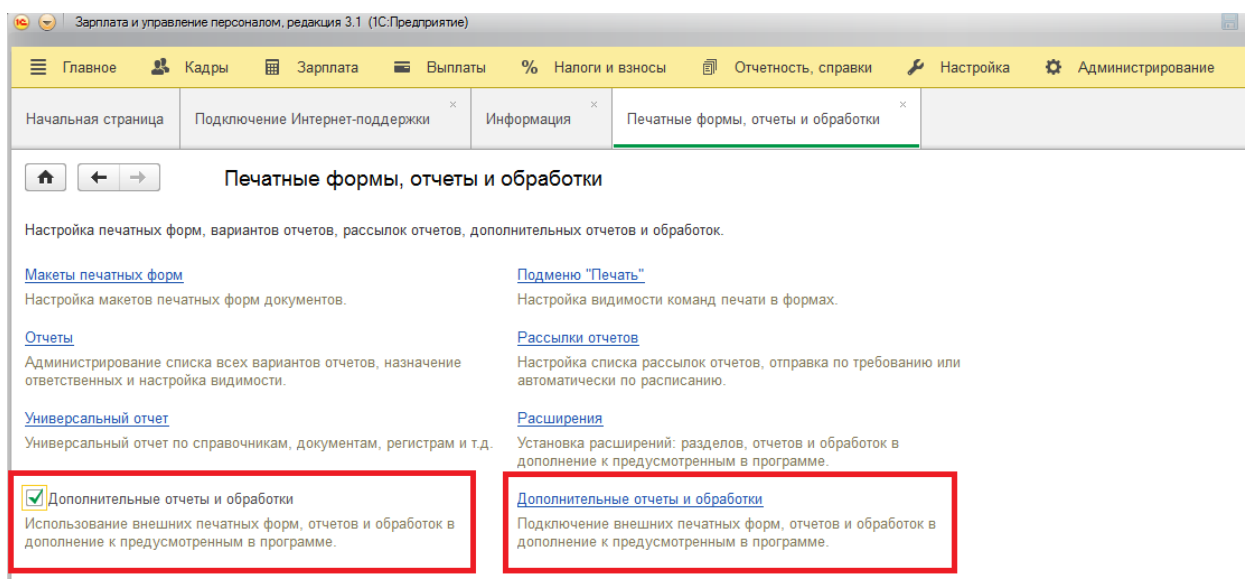 Зарплата и управление персоналом, редакция 3.1 (1С:Предприятие)
Главное Кадры Зарплата Выплаты % Налоги и взносы Отчетность, справки Настройка Администрирование
Начальная страница Подключение Интернет-поддержки × Информация × Печатные формы, отчеты и обработки ×
Печатные формы, отчеты и обработки
Настройка печатных форм, вариантов отчетов, рассылок отчетов, дополнительных отчетов и обработок.
Макеты печатных форм
Настройка макетов печатных форм документов.
Подменю "Печать"
Настройка видимости команд печати в формах.
Отчеты
Администрирование списка всех вариантов отчетов, назначение
ответственных и настройка видимости.
Рассылки отчетов
Настройка списка рассылок отчетов, отправка по требованию или
автоматически по расписанию.
Универсальный отчет
Универсальный отчет по справочникам, документам, регистрам и т.д.
Расширения
Установка расширений: разделов, отчетов и обработок в
дополнение к предусмотренным в программе.
Дополнительные отчеты и обработки
Использование внешних печатных форм, отчетов и обработок в
дополнение к предусмотренным в программе.
Дополнительные отчеты и обработки
Подключение внешних печатных форм, отчетов и обработок в
дополнение к предусмотренным в программе.